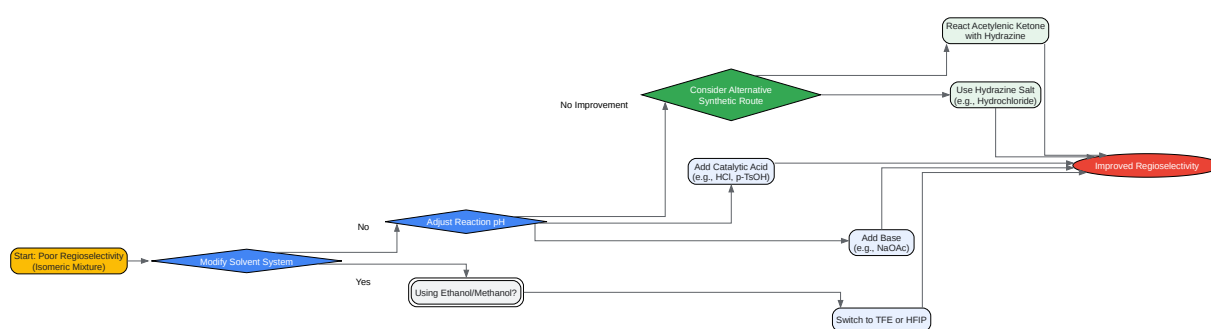 React Acetylenic Ketone
with Hydrazine
Consider Alternative
Synthetic Route
Use Hydrazine Salt
(e.g., Hydrochloride)
No Improvement
Add Catalytic Acid
(e.g., HCl, p-TsOH)
Improved Regioselectivity
Adjust Reaction pH
No
Add Base
(e.g., NaOAc)
Start: Poor Regioselectivity
(Isomeric Mixture)
Modify Solvent System
Yes
Using Ethanol/Methanol?
Switch to TFE or HFIP